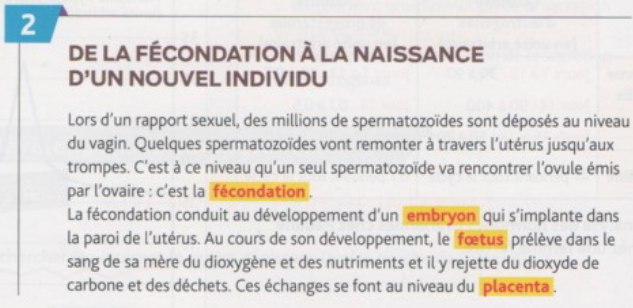 2
DE LA FÉCONDATION À LA NAISSANCE
D'UN NOUVEL INDIVIDU
Lors d'un rapport sexuel, des millions de spermatozoïdes sont déposés au niveau
du vagin. Quelques spermatozoïdes vont remonter à travers l'utérus jusqu'aux
trompes. C'est à ce niveau qu'un seul spermatozoïde va rencontrer l'ovule émis
par l'ovaire : c'est la fécondation.
La fécondation conduit au développement d'un embryon qui s'implante dans
la paroi de l'utérus. Au cours de son développement, le fœtus prélève dans le
sang de sa mère du dioxygène et des nutriments et il y rejette du dioxyde de
carbone et des déchets. Ces échanges se font au niveau du placenta.